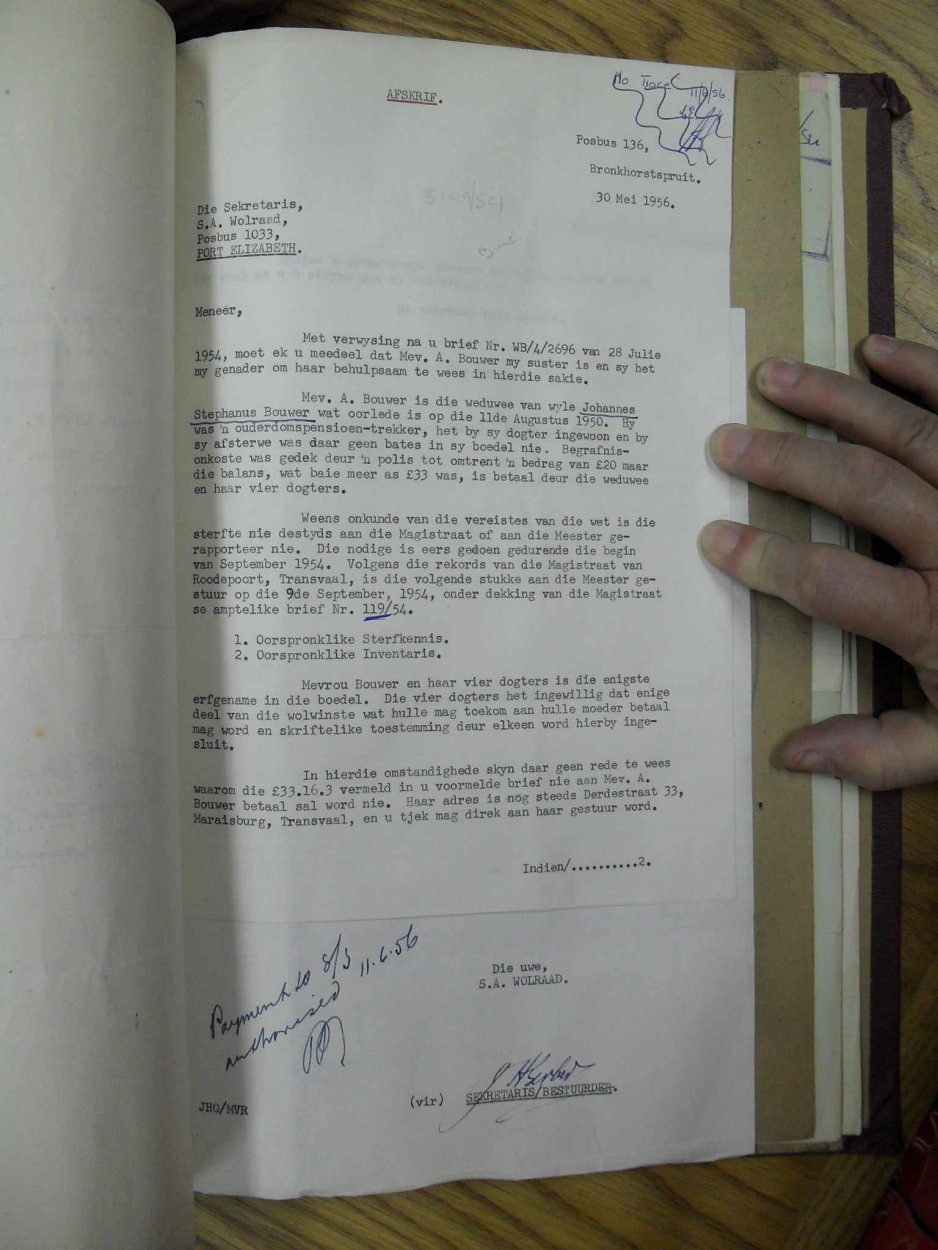 AFSKRIF.
No Trace
11/6/56
Posbus 136,
Bronkhorstspruit.
30 Mei 1956.
Die Sekretaris,
S.A. Wolraad,
Posbus 1033,
PORT ELIZABETH.
Meneer,
Met verwysing na u brief Nr. WB/4/2696 van 28 Julie
1954, moet ek u meedeel dat Mev. A. Bouwer my suster is en sy het
my genader om haar behulpsaam te wees in hierdie sakie.
Mev. A. Bouwer is die weduwee van wyle Johannes
Stephanus Bouwer wat oorlede is op die 11de Augustus 1950. Hy
was 'n ouderdomspensioen-trekker, het by sy dogter ingewoon en by
sy afsterwe was daar geen bates in sy boedel nie. Begrafnis-
onkoste was gedek deur 'n polis tot omtrent 'n bedrag van £20 maar
die balans, wat baie meer as £33 was, is betaal deur die weduwee
en haar vier dogters.
Weens onkunde van die vereistes van die wet is die
sterfte nie destyds aan die Magistraat of aan die Meester ge-
rapporteer nie. Die nodige is eers gedoen gedurende die begin
van September 1954. Volgens die rekords van die Magistraat van
Roodepoort, Transvaal, is die volgende stukke aan die Meester ge-
stuur op die 9de September, 1954, onder dekking van die Magistraat
se amptelike brief Nr. 119/54.
1. Oorspronklike Sterfkennis.
2. Oorspronklike Inventaris.
Mevrou Bouwer en haar vier dogters is die enigste
erfgename in die boedel. Die vier dogters het ingewillig dat enige
deel van die wolwinste wat hulle mag toekom aan hulle moeder betaal
mag word en skriftelike toestemming deur elkeen word hierby inge-
sluit.
In hierdie omstandighede skyn daar geen rede te wees
waarom die £33.16.3 vermeld in u voormelde brief nie aan Mev. A.
Bouwer betaal sal word nie. Haar adres is nog steeds Derdestraat 33,
Maraisburg, Transvaal, en u tjek mag direk aan haar gestuur word.
Indien/..........2.
Payment to S/S 11.6.56
authorised
Die uwe,
S.A. WOLRAAD.
(vir) SEKRETARIS/BESTUURDER.
JHG/MVR